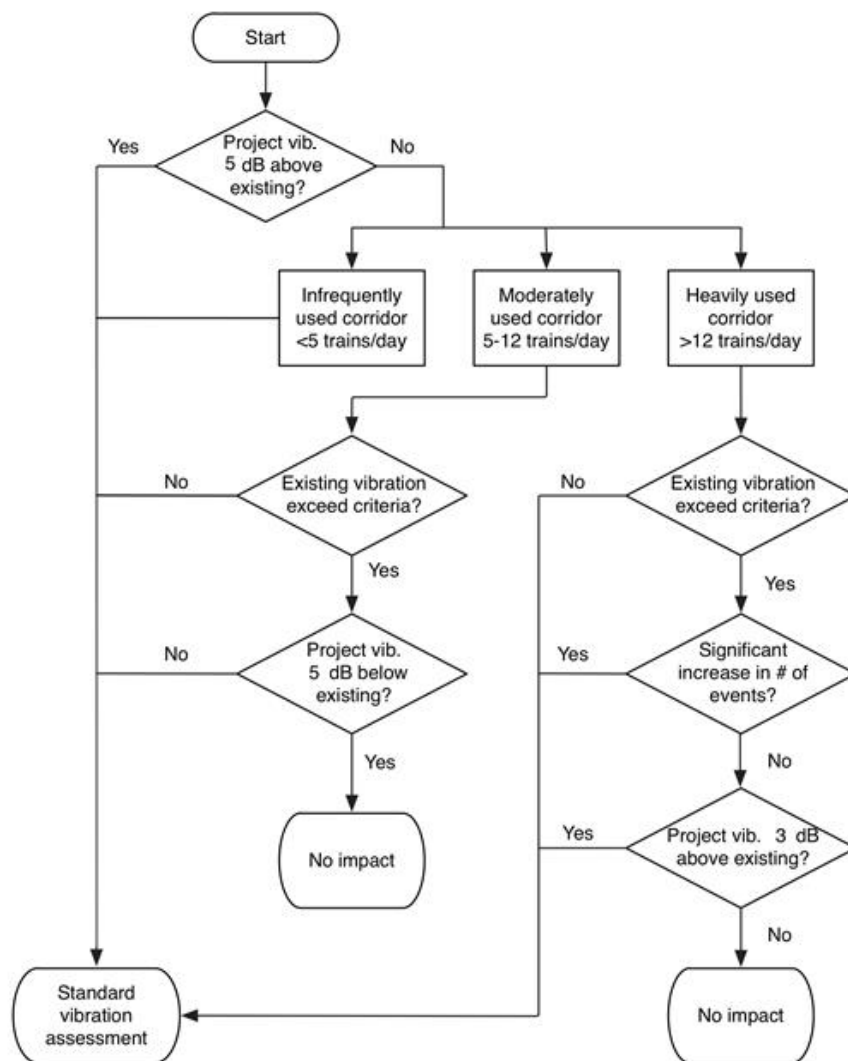 Start
Project vib.
5 dB above
existing?
Yes
No
Infrequently
used corridor
<5 trains/day
Moderately
used corridor
5-12 trains/day
Heavily used
corridor
>12 trains/day
Existing vibration
exceed criteria?
No
Yes
Existing vibration
exceed criteria?
No
Yes
Project vib.
5 dB below
existing?
No
Yes
Significant
increase in # of
events?
Yes
No
No impact
Project vib. 3 dB
above existing?
Yes
No
Standard
vibration
assessment
No impact